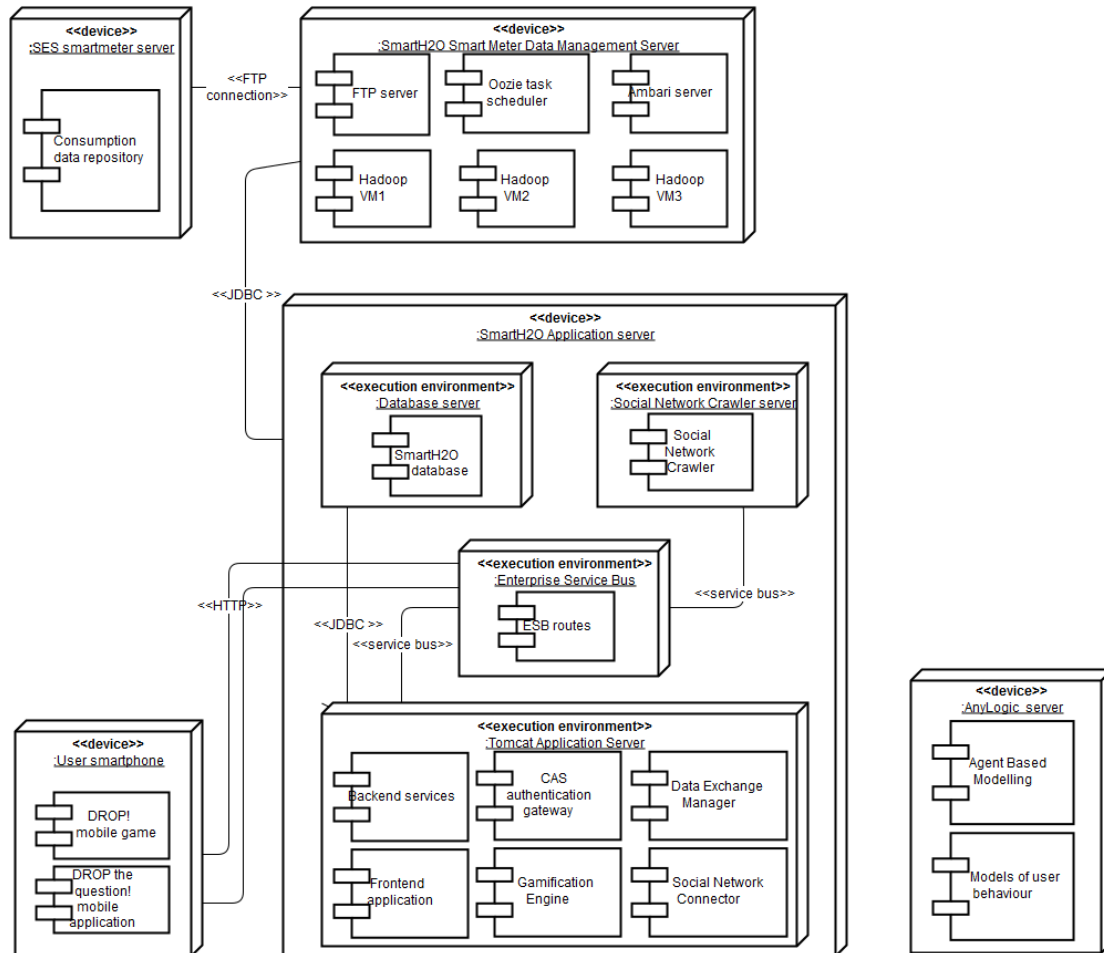 <<device>>
:SES smartmeter server
Consumption
data repository
<<FTP
connection>>
<<device>>
:SmartH2O Smart Meter Data Management Server
FTP server
Oozie task
scheduler
Ambari server
Hadoop
VM1
Hadoop
VM2
Hadoop
VM3
<<JDBC >>
<<device>>
:SmartH2O Application server
<<execution environment>>
:Database server
SmartH2O
database
<<execution environment>>
:Social Network Crawler server
Social
Network
Crawler
<<execution environment>>
:Enterprise Service Bus
ESB routes
<<service bus>>
<<HTTP>>
<<JDBC >>
<<service bus>>
<<execution environment>>
:Tomcat Application Server
Backend services
CAS
authentication
gateway
Data Exchange
Manager
Frontend
application
Gamification
Engine
Social Network
Connector
<<device>>
:User smartphone
DROP!
mobile game
DROP the
question!
mobile
application
<<device>>
:AnyLogic  server
Agent Based
Modelling
Models of user
behaviour